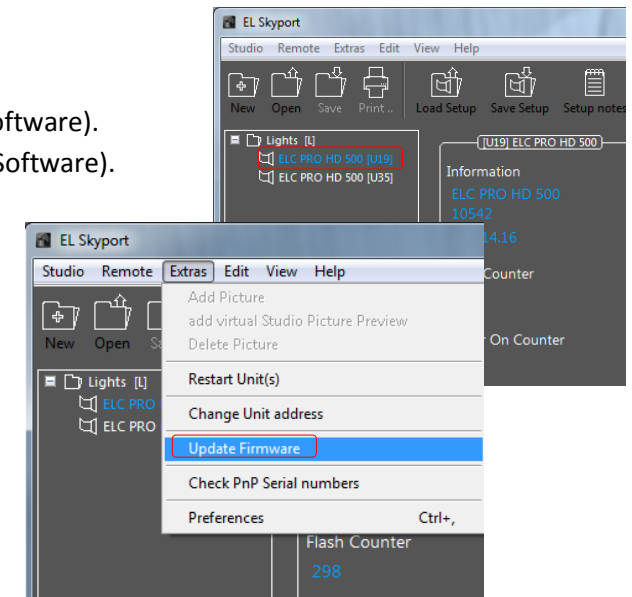 EL Skyport
Studio Remote Extras Edit View Help
New Open Save Print .. Load Setup Save Setup Setup notes
Lights [L]
ELC PRO HD 500 [U19]
ELC PRO HD 500 [U35]
[U19] ELC PRO HD 500
Information
ELC PRO HD 500
10542
14.16
Counter
On Counter
oftware).
Software).
EL Skyport
Studio Remote Extras Edit View Help
New Open
Lights [L]
ELC PRO
ELC PRO
Add Picture
add virtual Studio Picture Preview
Delete Picture
Restart Unit(s)
Change Unit address
Update Firmware
Check PnP Serial numbers
Preferences Ctrl+,
Flash Counter
298